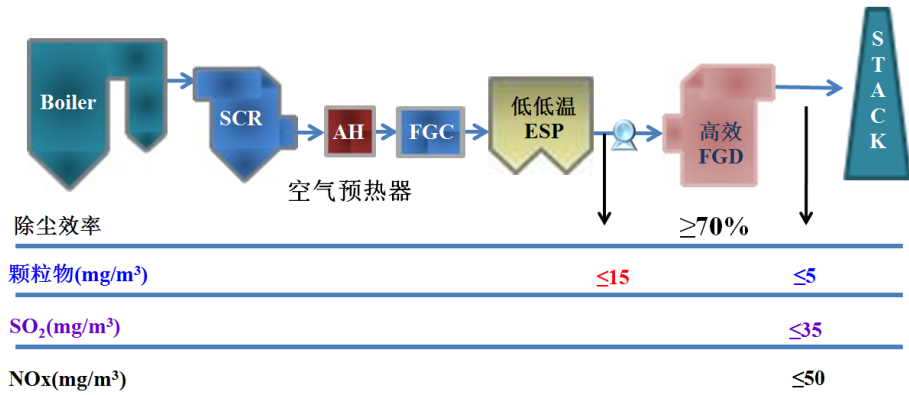 Boiler
SCR
AH
FGC
低低温
ESP
高效
FGD
STACK
空气预热器
除尘效率 ≥70%
颗粒物(mg/m³) ≤15 ≤5
SO₂(mg/m³) ≤35
NOx(mg/m³) ≤50